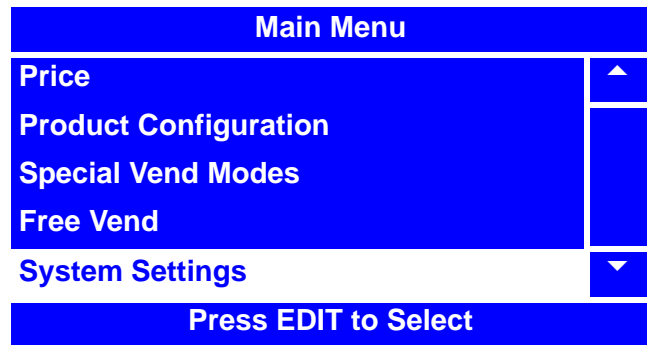 Main Menu
Price
Product Configuration
Special Vend Modes
Free Vend
System Settings
Press EDIT to Select